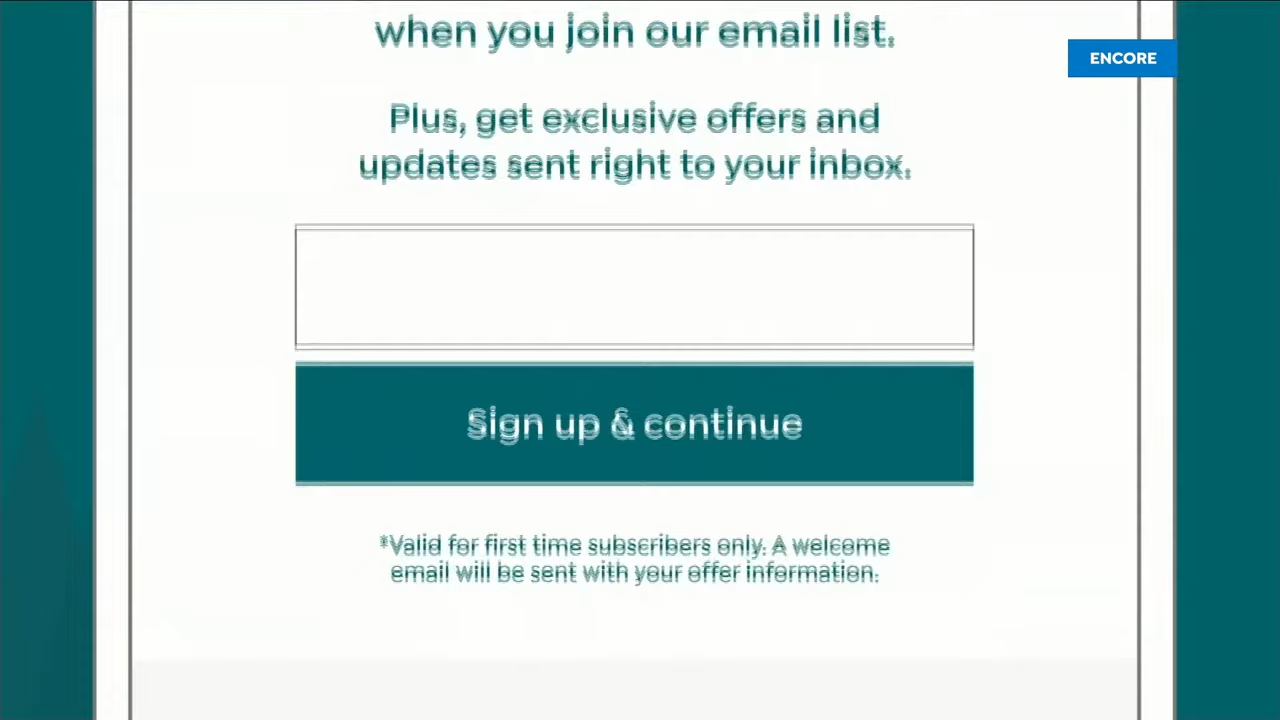 when you join our email list.
ENCORE
Plus, get exclusive offers and
updates sent right to your inbox.
Sign up & continue
*Valid for first time subscribers only. A welcome
email will be sent with your offer information.